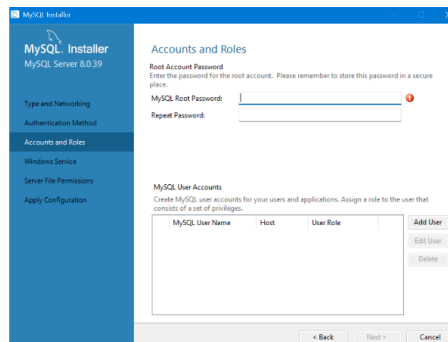 MySQL Installer
MySQL. Installer
MySQL Server 8.0.39
Type and Networking
Authentication Method
Accounts and Roles
Windows Service
Server File Permissions
Apply Configuration
Accounts and Roles
Root Account Password
Enter the password for the root account. Please remember to store this password in a secure
place.
MySQL Root Password:
Repeat Password:
MySQL User Accounts
Create MySQL user accounts for your users and applications. Assign a role to the user that
consists of a set of privileges.
MySQL User Name Host User Role
Add User
Edit User
Delete
< Back Next > Cancel